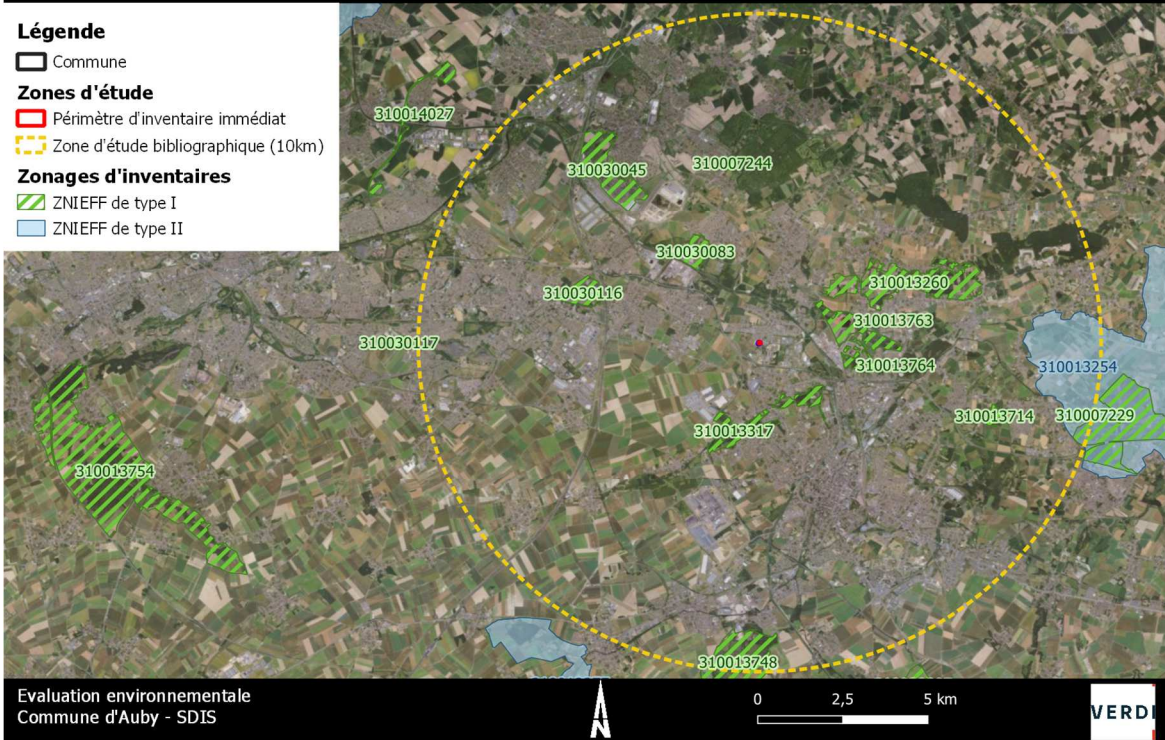 Légende
Commune
Zones d'étude
Périmètre d'inventaire immédiat
Zone d'étude bibliographique (10km)
Zonages d'inventaires
ZNIEFF de type I
ZNIEFF de type II
310014027
310030045
310007244
310030083
310013260
310030116
310013763
310030117
310013764
310013254
310013714
310007229
310013317
310013754
310013748
Evaluation environnementale
Commune d'Auby - SDIS
N
0 2,5 5 km
VERDI